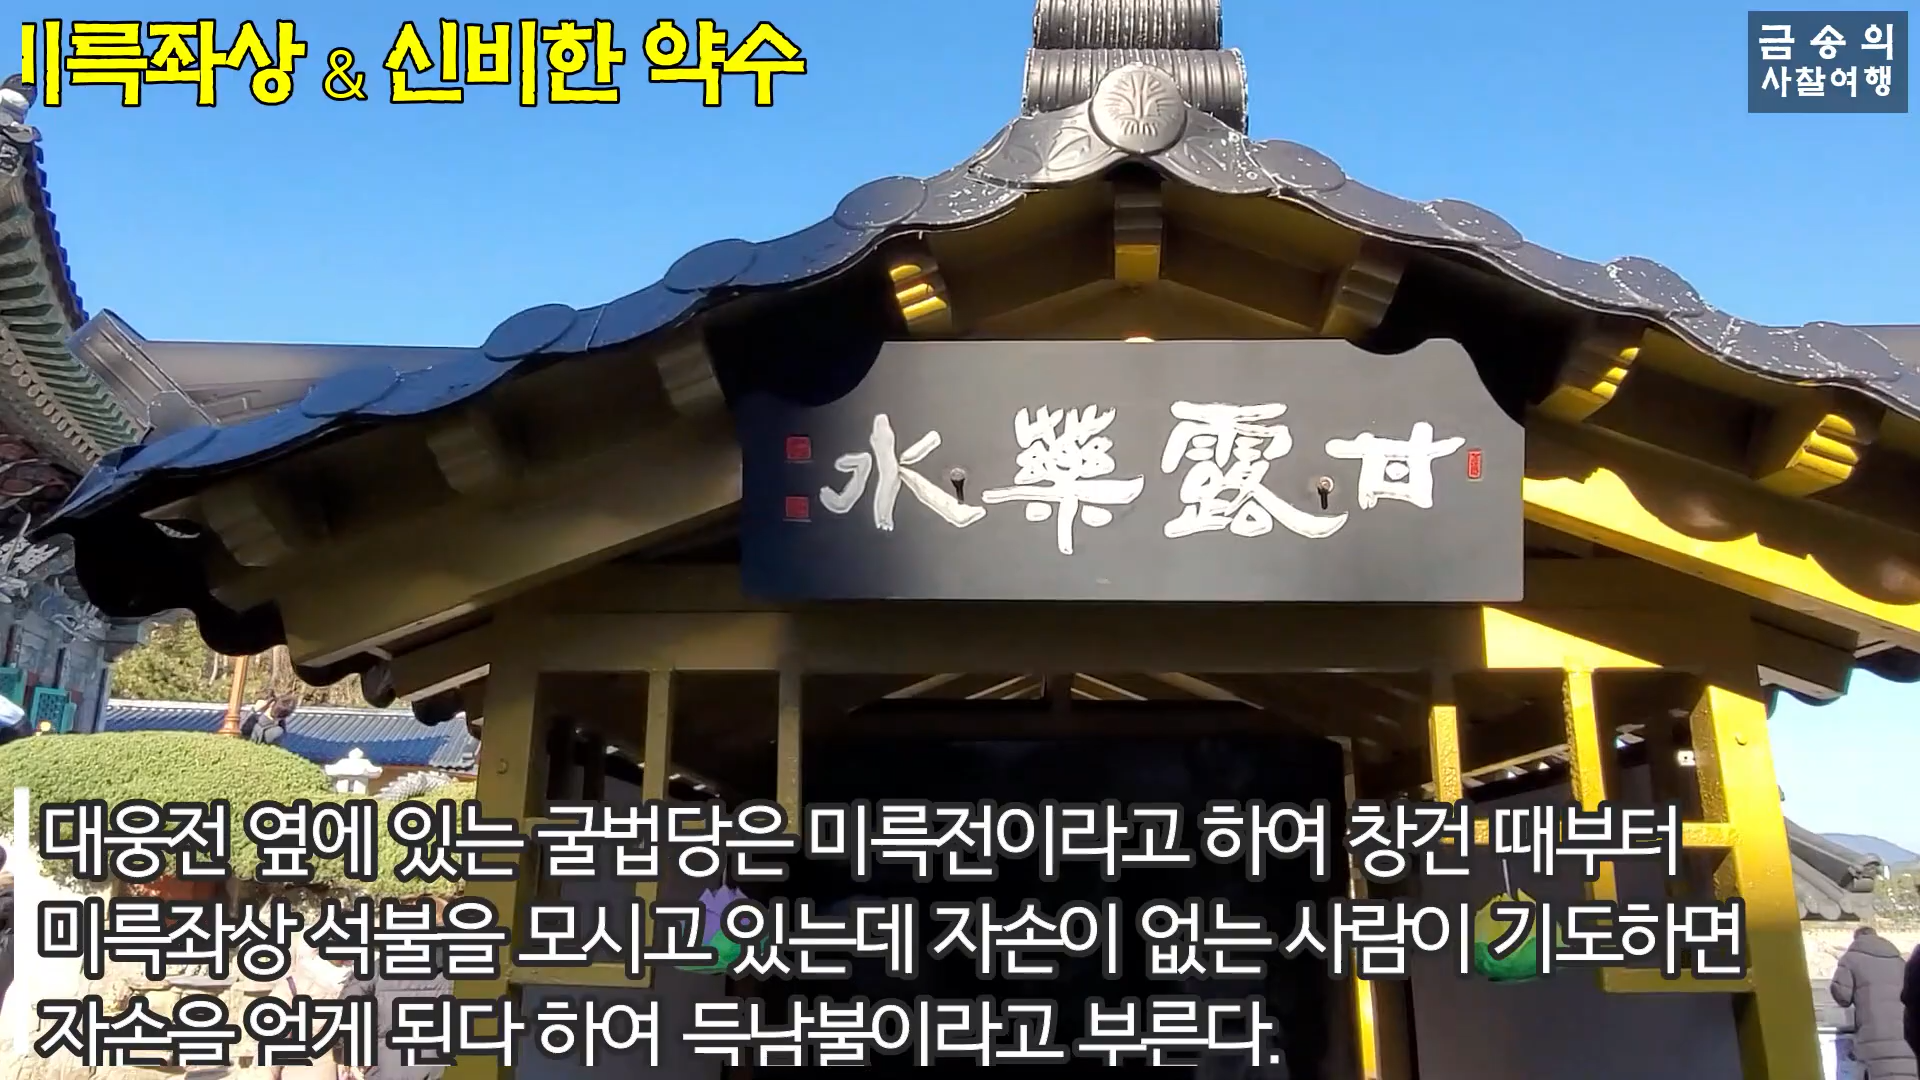 미륵좌상 & 신비한 약수
금송의
사찰여행
甘露藥水
대웅전 옆에 있는 굴법당은 미륵전이라고 하여 창건 때부터
미륵좌상 석불을 모시고 있는데 자손이 없는 사람이 기도하면
자손을 얻게 된다 하여 득남불이라고 부른다.